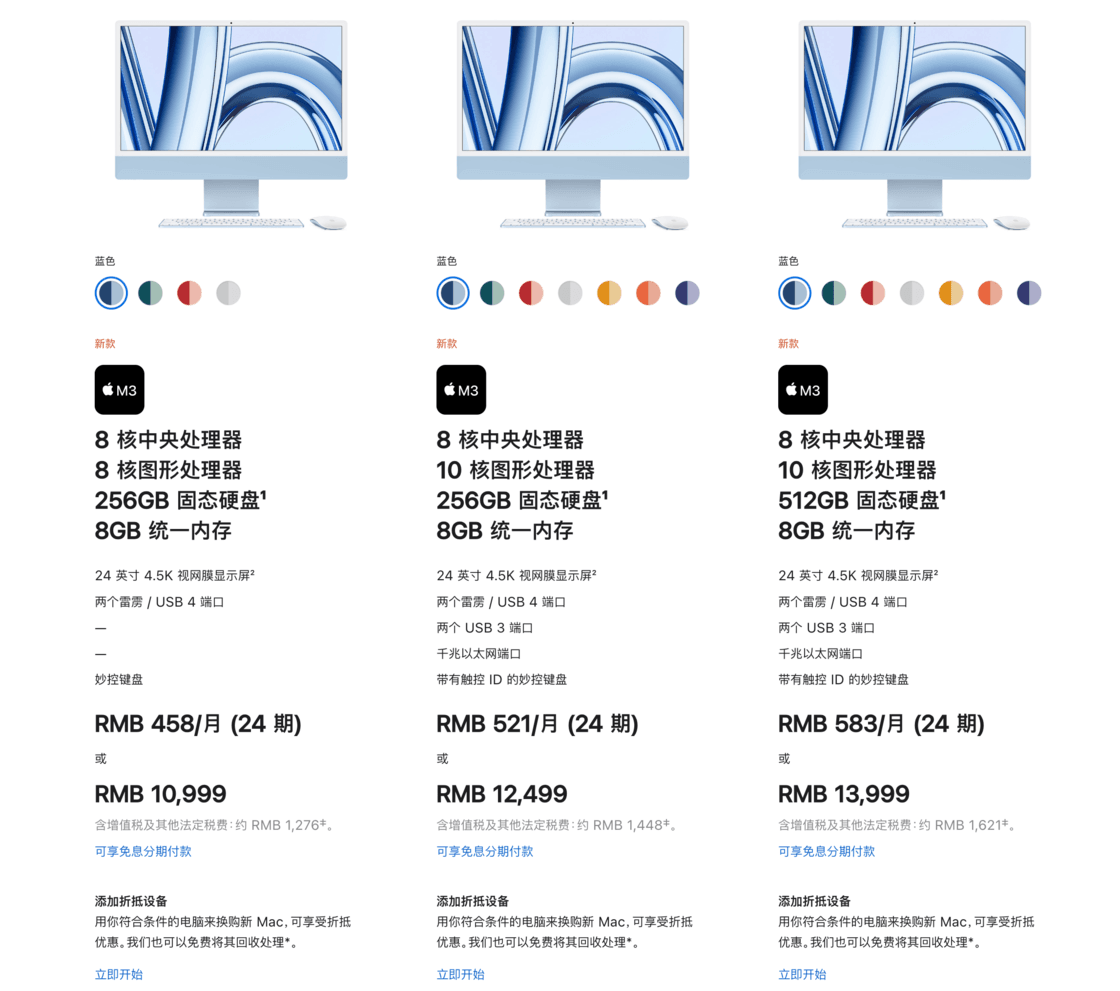 蓝色
新款
M3
8 核中央处理器
8 核图形处理器
256GB 固态硬盘¹
8GB 统一内存
24 英寸 4.5K 视网膜显示屏²
两个雷雳 / USB 4 端口
—
—
妙控键盘
RMB 458/月 (24 期)
或
RMB 10,999
含增值税及其他法定税费：约 RMB 1,276‡。
可享免息分期付款
添加折抵设备
用你符合条件的电脑来换购新 Mac，可享受折抵
优惠。我们也可以免费将其回收处理*。
立即开始
蓝色
新款
M3
8 核中央处理器
10 核图形处理器
256GB 固态硬盘¹
8GB 统一内存
24 英寸 4.5K 视网膜显示屏²
两个雷雳 / USB 4 端口
两个 USB 3 端口
千兆以太网端口
带有触控 ID 的妙控键盘
RMB 521/月 (24 期)
或
RMB 12,499
含增值税及其他法定税费：约 RMB 1,448‡。
可享免息分期付款
添加折抵设备
用你符合条件的电脑来换购新 Mac，可享受折抵
优惠。我们也可以免费将其回收处理*。
立即开始
蓝色
新款
M3
8 核中央处理器
10 核图形处理器
512GB 固态硬盘¹
8GB 统一内存
24 英寸 4.5K 视网膜显示屏²
两个雷雳 / USB 4 端口
两个 USB 3 端口
千兆以太网端口
带有触控 ID 的妙控键盘
RMB 583/月 (24 期)
或
RMB 13,999
含增值税及其他法定税费：约 RMB 1,621‡。
可享免息分期付款
添加折抵设备
用你符合条件的电脑来换购新 Mac，可享受折抵
优惠。我们也可以免费将其回收处理*。
立即开始